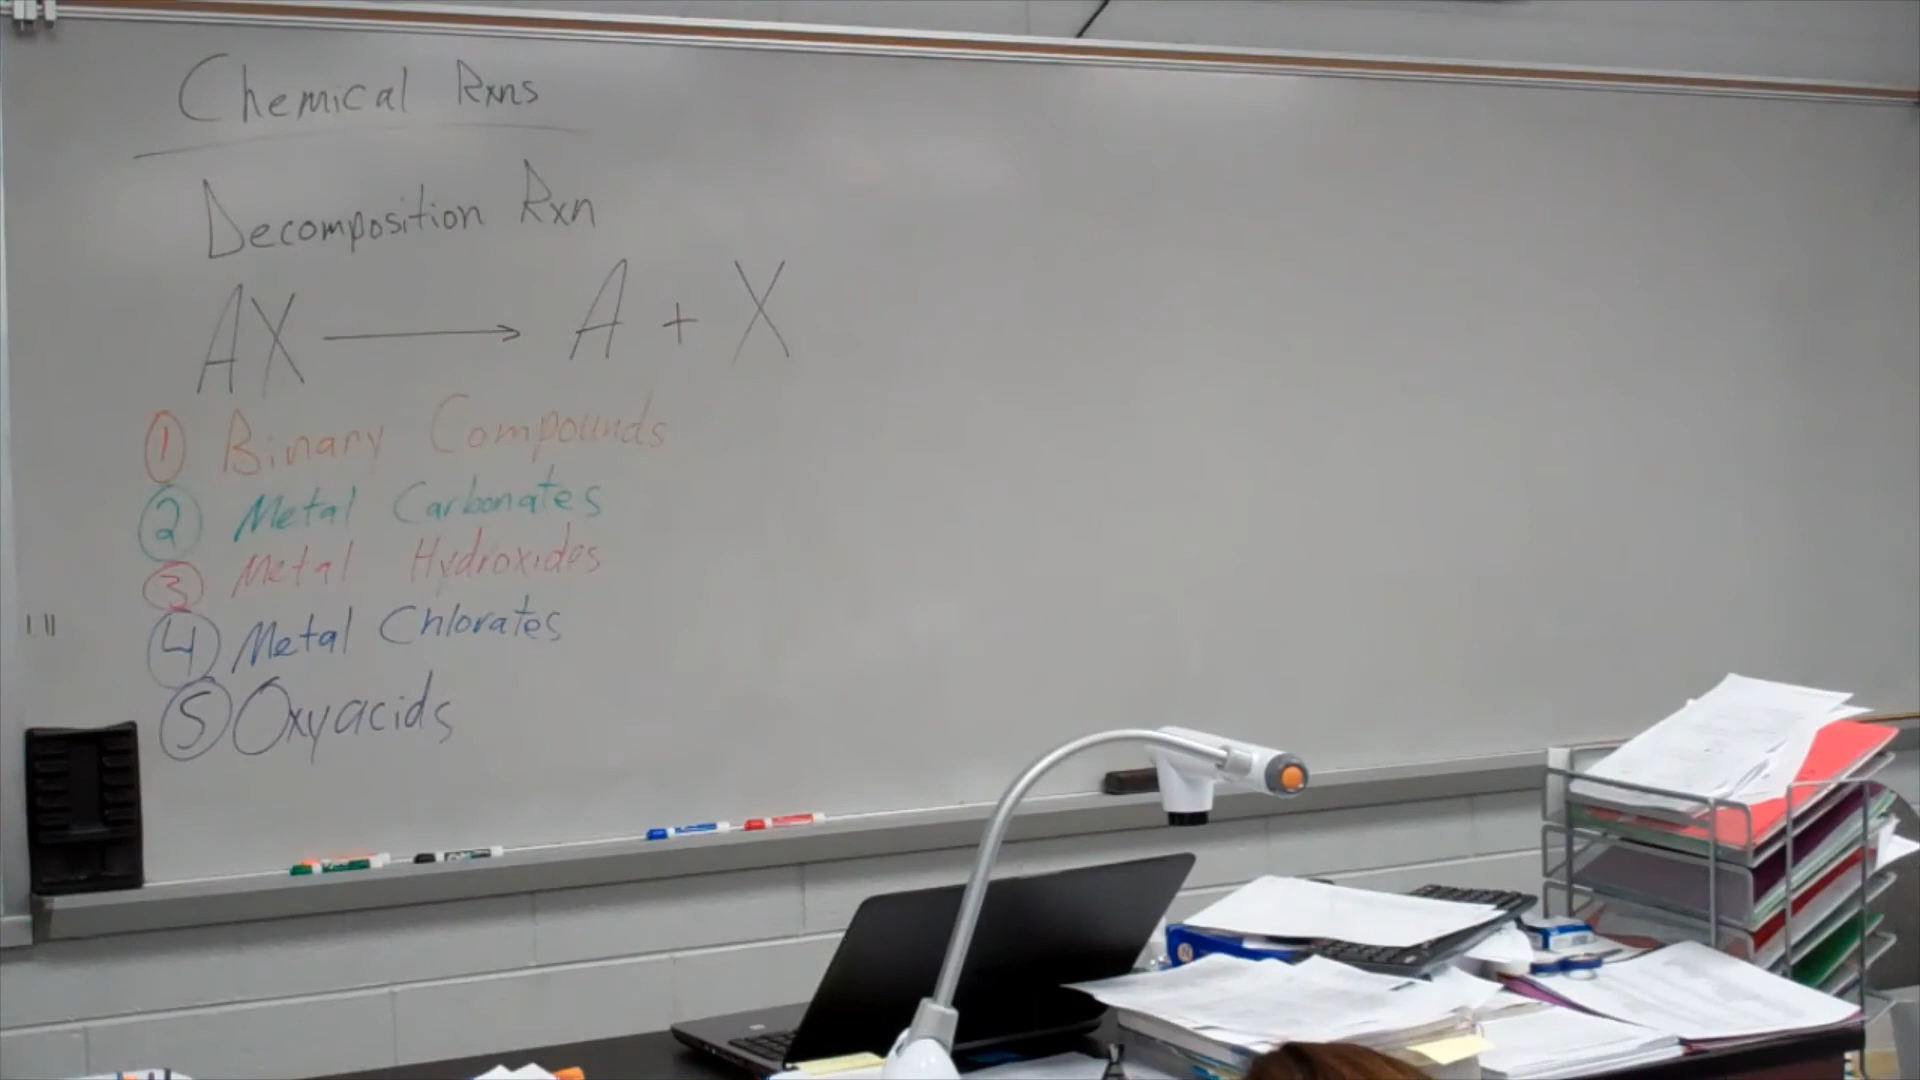 Chemical Rxns
Decomposition Rxn
AX ⟶ A + X
① Binary Compounds
② Metal Carbonates
③ Metal Hydroxides
④ Metal Chlorates
⑤ Oxyacids